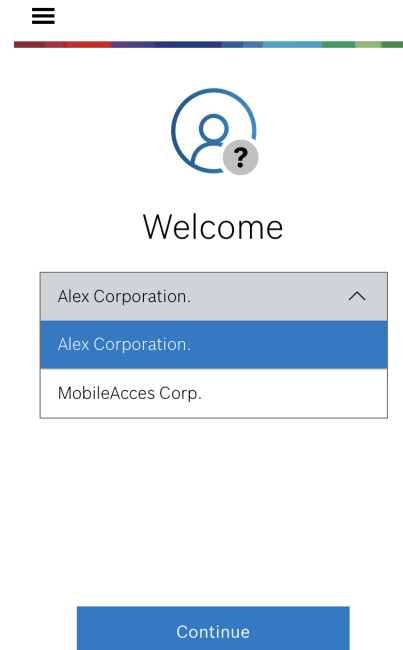 ?
Welcome
Alex Corporation.
Alex Corporation.
MobileAcces Corp.
Continue